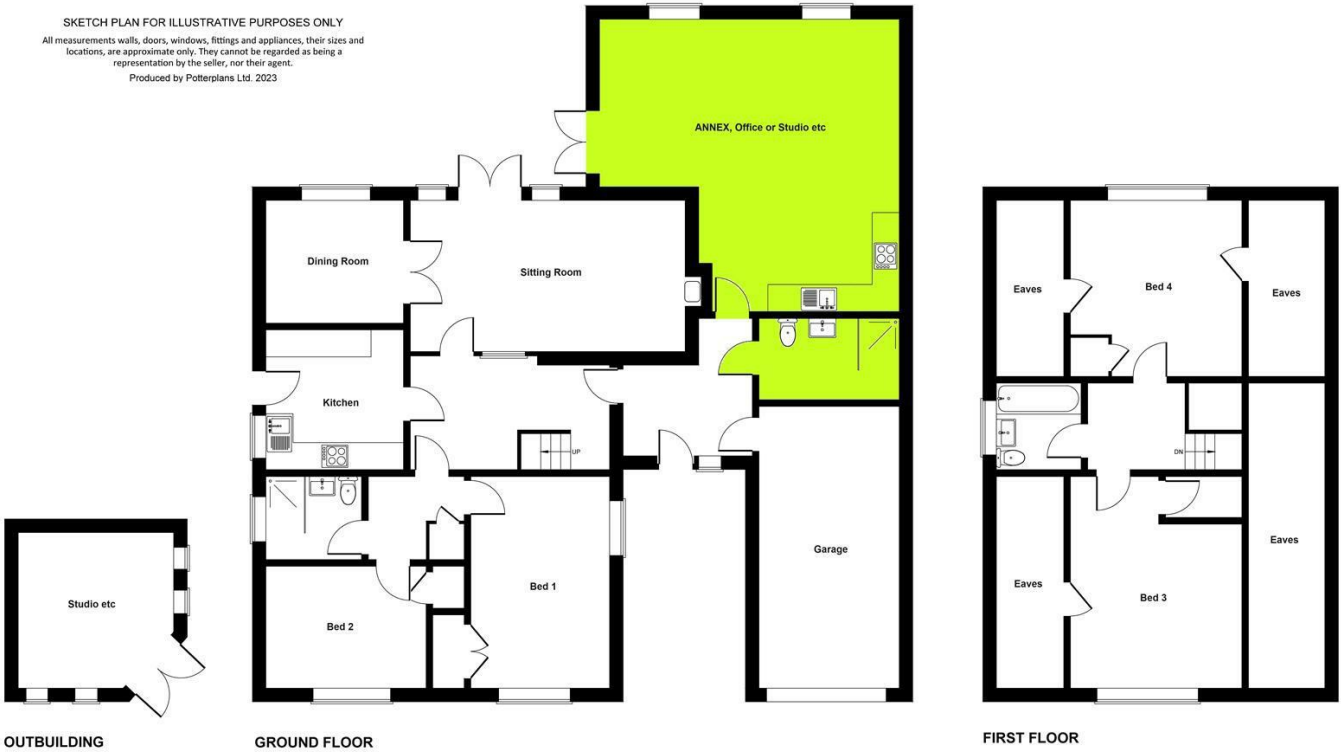 SKETCH PLAN FOR ILLUSTRATIVE PURPOSES ONLY
All measurements walls, doors, windows, fittings and appliances, their sizes and
locations, are approximate only. They cannot be regarded as being a
representation by the seller, nor their agent.
Produced by Potterplans Ltd. 2023
ANNEX, Office or Studio etc
Dining Room
Sitting Room
Kitchen
UP
Garage
Bed 1
Bed 2
Studio etc
Eaves
Bed 4
Eaves
DN
Eaves
Eaves
Bed 3
OUTBUILDING
GROUND FLOOR
FIRST FLOOR